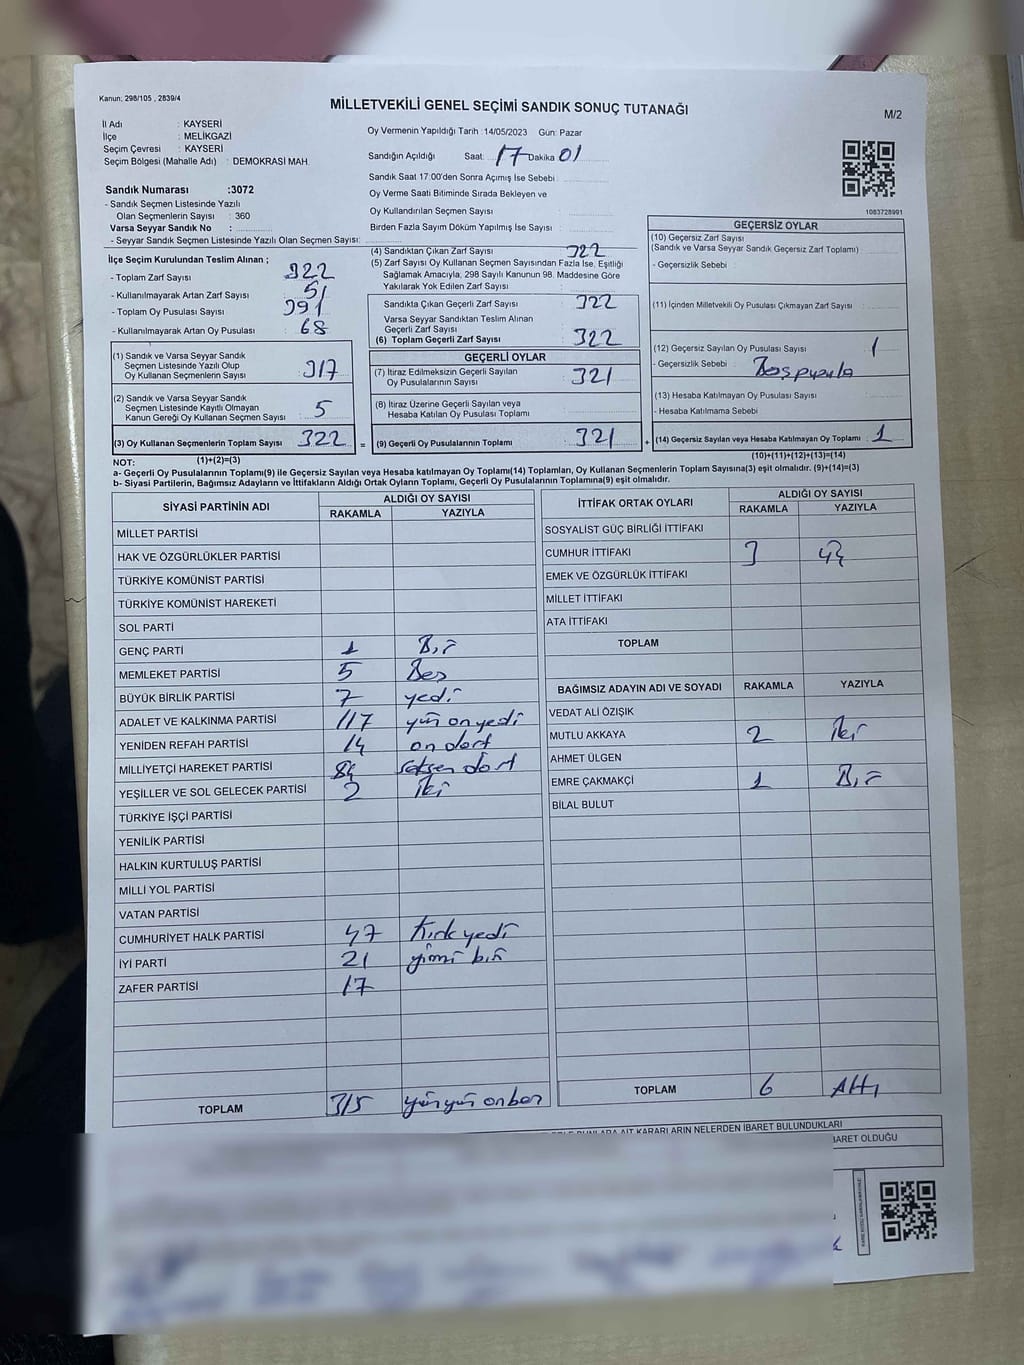 Kanun; 298/105 , 2839/4
MİLLETVEKİLİ GENEL SEÇİMİ SANDIK SONUÇ TUTANAĞI
M/2
İl Adı : KAYSERİ
İlçe : MELİKGAZİ
Seçim Çevresi : KAYSERİ
Seçim Bölgesi (Mahalle Adı) : DEMOKRASİ MAH.
Oy Vermenin Yapıldığı Tarih :14/05/2023 Gün: Pazar
Sandığın Açıldığı Saat: 17 Dakika 01
Sandık Saat 17:00'den Sonra Açımış İse Sebebi :
Oy Verme Saati Bitiminde Sırada Bekleyen ve
Oy Kullandırılan Seçmen Sayısı
Birden Fazla Sayım Döküm Yapılmış İse Sayısı :
1083728991
Sandık Numarası :3072
- Sandık Seçmen Listesinde Yazılı
Olan Seçmenlerin Sayısı : 360
Varsa Seyyar Sandık No :
- Seyyar Sandık Seçmen Listesinde Yazılı Olan Seçmen Sayısı:
İlçe Seçim Kurulundan Teslim Alınan ;
- Toplam Zarf Sayısı
- Kullanılmayarak Artan Zarf Sayısı : 51
- Toplam Oy Pusulası Sayısı : 391
- Kullanılmayarak Artan Oy Pusulası : 68
(1) Sandık ve Varsa Seyyar Sandık
Seçmen Listesinde Yazılı Olup
Oy Kullanan Seçmenlerin Sayısı : 317
(2) Sandık ve Varsa Seyyar Sandık
Seçmen Listesinde Kayıtlı Olmayan
Kanun Gereği Oy Kullanan Seçmen Sayısı : 5
(3) Oy Kullanan Seçmenlerin Toplam Sayısı : 322
(1)+(2)=(3)
(4) Sandıktan Çıkan Zarf Sayısı : 322
(5) Zarf Sayısı Oy Kullanan Seçmen Sayısından Fazla İse, Eşitliği
Sağlamak Amacıyla, 298 Sayılı Kanunun 98. Maddesine Göre
Yakılarak Yok Edilen Zarf Sayısı :
Sandıkta Çıkan Geçerli Zarf Sayısı : 322
Varsa Seyyar Sandıktan Teslim Alınan
Geçerli Zarf Sayısı :
(6) Toplam Geçerli Zarf Sayısı : 322
GEÇERLİ OYLAR
(7) İtiraz Edilmeksizin Geçerli Sayılan
Oy Pusulalarının Sayısı : 321
(8) İtiraz Üzerine Geçerli Sayılan veya
Hesaba Katılan Oy Pusulası Toplamı :
= (9) Geçerli Oy Pusulalarının Toplamı : 321
GEÇERSİZ OYLAR
(10) Geçersiz Zarf Sayısı
(Sandık ve Varsa Seyyar Sandık Geçersiz Zarf Toplamı) :
- Geçersizlik Sebebi :
(11) İçinden Milletvekili Oy Pusulası Çıkmayan Zarf Sayısı :
(12) Geçersiz Sayılan Oy Pusulası Sayısı : 1
- Geçersizlik Sebebi : Boş pusula
(13) Hesaba Katılmayan Oy Pusulası Sayısı :
- Hesaba Katılmama Sebebi :
+ (14) Geçersiz Sayılan veya Hesaba Katılmayan Oy Toplamı : 1
(10)+(11)+(12)+(13)=(14)
NOT:
a- Geçerli Oy Pusulalarının Toplamı(9) ile Geçersiz Sayılan veya Hesaba katılmayan Oy Toplamı(14) Toplamları, Oy Kullanan Seçmenlerin Toplam Sayısına(3) eşit olmalıdır. (9)+(14)=(3)
b- Siyasi Partilerin, Bağımsız Adayların ve İttifakların Aldığı Ortak Oyların Toplamı, Geçerli Oy Pusulalarının Toplamına(9) eşit olmalıdır.
SİYASİ PARTİNİN ADI ALDIĞI OY SAYISI
RAKAMLA YAZIYLA
MİLLET PARTİSİ
HAK VE ÖZGÜRLÜKLER PARTİSİ
TÜRKİYE KOMÜNİST PARTİSİ
TÜRKİYE KOMÜNİST HAREKETİ
SOL PARTİ
GENÇ PARTİ 1 Bir
MEMLEKET PARTİSİ 5 Beş
BÜYÜK BİRLİK PARTİSİ 7 yedi
ADALET VE KALKINMA PARTİSİ 117 yüz onyedi
YENİDEN REFAH PARTİSİ 14 on dört
MİLLİYETÇİ HAREKET PARTİSİ 84 seksen dört
YEŞİLLER VE SOL GELECEK PARTİSİ 2 iki
TÜRKİYE İŞÇİ PARTİSİ
YENİLİK PARTİSİ
HALKIN KURTULUŞ PARTİSİ
MİLLİ YOL PARTİSİ
VATAN PARTİSİ
CUMHURİYET HALK PARTİSİ 47 kırk yedi
İYİ PARTİ 21 yirmi bir
ZAFER PARTİSİ 17
TOPLAM 315
İTTİFAK ORTAK OYLARI ALDIĞI OY SAYISI
RAKAMLA YAZIYLA
SOSYALİST GÜÇ BİRLİĞİ İTTİFAKI
CUMHUR İTTİFAKI 3 üç
EMEK VE ÖZGÜRLÜK İTTİFAKI
MİLLET İTTİFAKI
ATA İTTİFAKI
TOPLAM
BAĞIMSIZ ADAYIN ADI VE SOYADI RAKAMLA YAZIYLA
VEDAT ALİ ÖZIŞIK
MUTLU AKKAYA 2 İki
AHMET ÜLGEN
EMRE ÇAKMAKÇİ 1 Bir
BİLAL BULUT
TOPLAM 6 Altı
BUNLARA AİT KARARLARIN NELERDEN İBARET BULUNDUKLARI
İBARET OLDUĞU